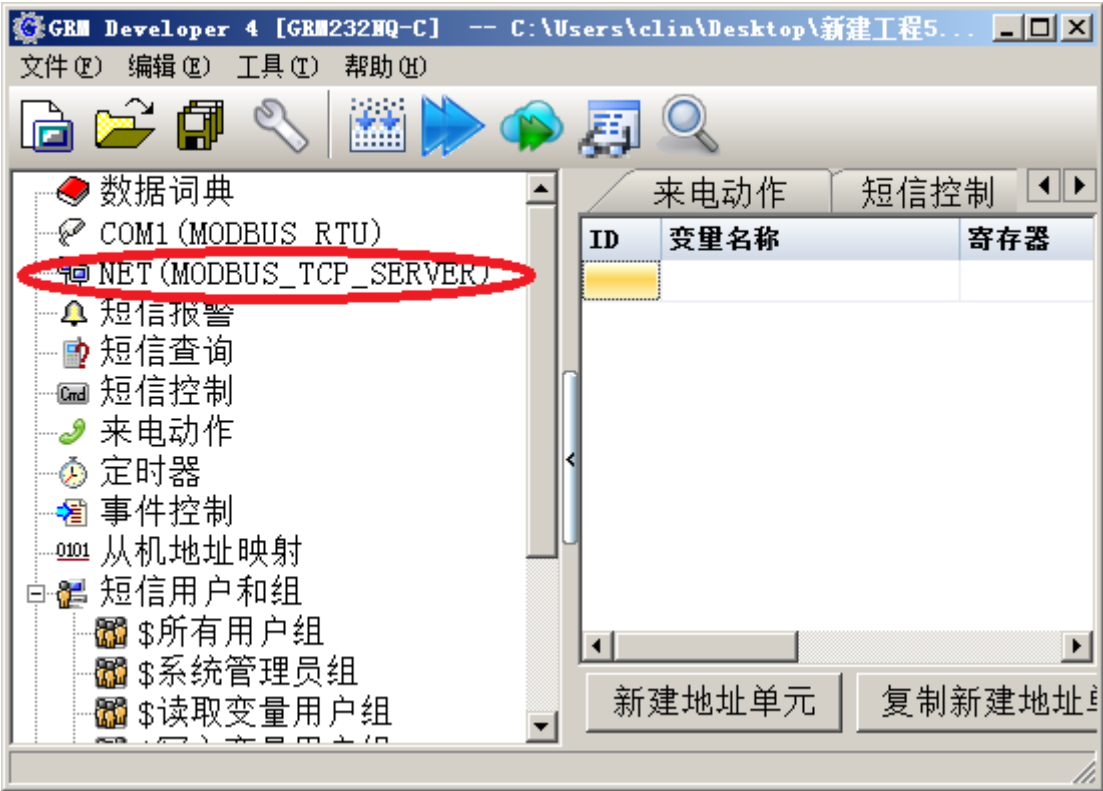 GRM Developer 4 [GRM232NQ-C] -- C:\Users\clin\Desktop\新建工程5...
文件(F) 编辑(E) 工具(T) 帮助(H)
数据词典
COM1(MODBUS_RTU)
NET(MODBUS_TCP_SERVER)
短信报警
短信查询
Cmd 短信控制
来电动作
定时器
事件控制
0101 从机地址映射
短信用户和组
$所有用户组
$系统管理员组
$读取变量用户组
来电动作 短信控制
ID 变量名称 寄存器
新建地址单元 复制新建地址